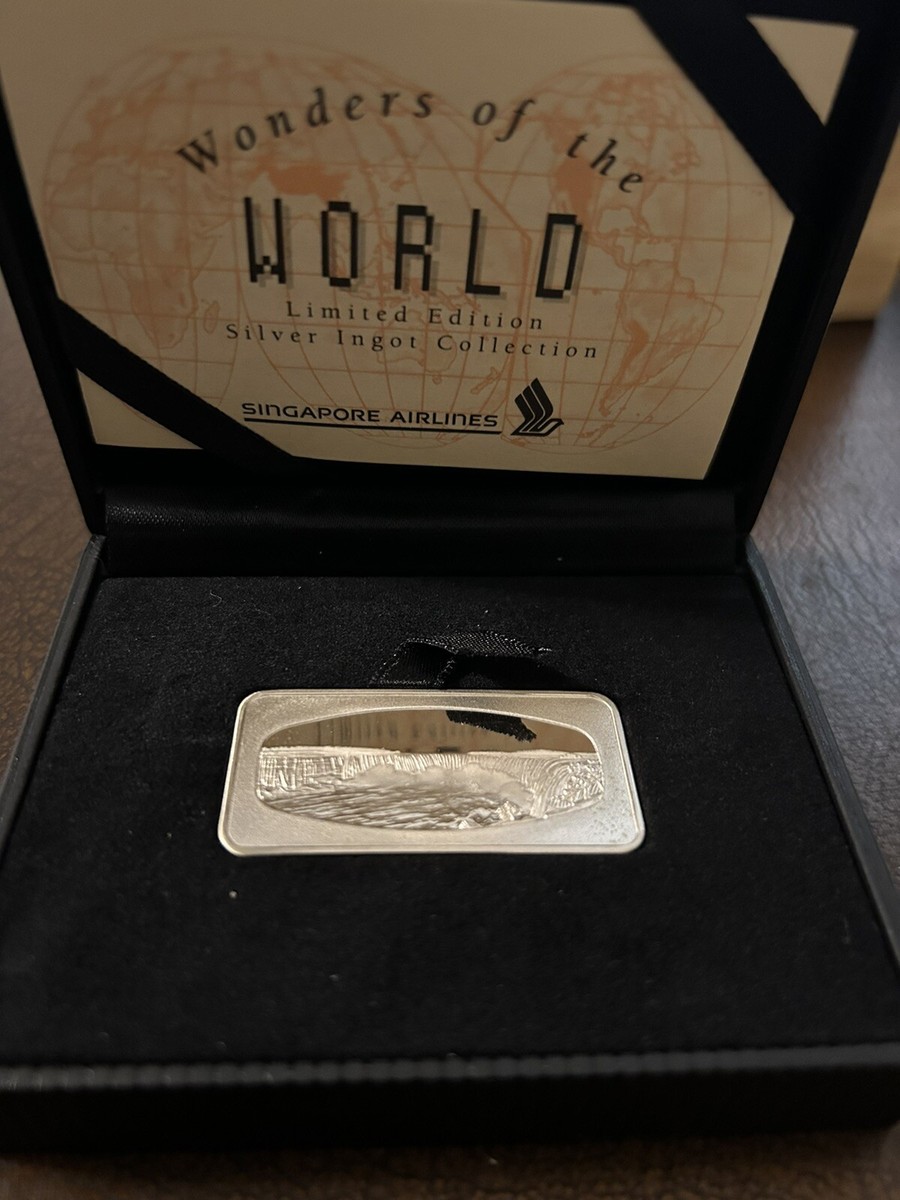 Wonders of the
WORLD
Limited Edition
Silver Ingot Collection
SINGAPORE AIRLINES